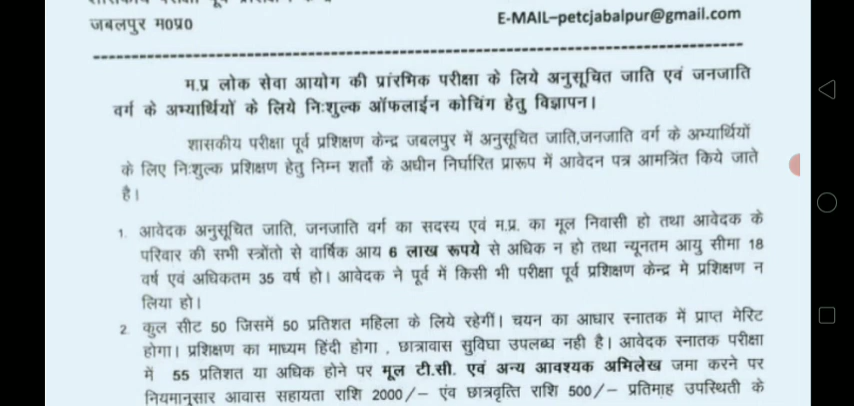 जबलपुर म0प्र0
E-MAIL–petcjabalpur@gmail.com
म.प्र लोक सेवा आयोग की प्रांरमिक परीक्षा के लिये अनुसूचित जाति एवं जनजाति
वर्ग के अभ्यार्थियों के लिये निःशुल्क ऑफलाईन कोचिंग हेतु विज्ञापन।
शासकीय परीक्षा पूर्व प्रशिक्षण केन्द्र जबलपुर में अनुसूचित जाति,जनजाति वर्ग के अभ्यार्थियों
के लिए निःशुल्क प्रशिक्षण हेतु निम्न शर्तों के अधीन निर्धारित प्रारूप में आवेदन पत्र आमत्रिंत किये जाते
है।
1. आवेदक अनुसूचित जाति, जनजाति वर्ग का सदस्य एवं म.प्र. का मूल निवासी हो तथा आवेदक के
परिवार की सभी स्त्रोंतो से वार्षिक आय 6 लाख रूपये से अधिक न हो तथा न्यूनतम आयु सीमा 18
वर्ष एवं अधिकतम 35 वर्ष हो। आवेदक ने पूर्व में किसी भी परीक्षा पूर्व प्रशिक्षण केन्द्र मे प्रशिक्षण न
लिया हो।
2. कुल सीट 50 जिसमें 50 प्रतिशत महिला के लिये रहेगीं। चयन का आधार स्नातक में प्राप्त मेरिट
होगा। प्रशिक्षण का माध्यम हिंदी होगा , छात्रावास सुविधा उपलब्ध नही है। आवेदक स्नातक परीक्षा
में 55 प्रतिशत या अधिक होने पर मूल टी.सी. एवं अन्य आवश्यक अभिलेख जमा करने पर
नियमानुसार आवास सहायता राशि 2000/– एंव छात्रवृत्ति राशि 500/– प्रतिमाह उपस्थिती के